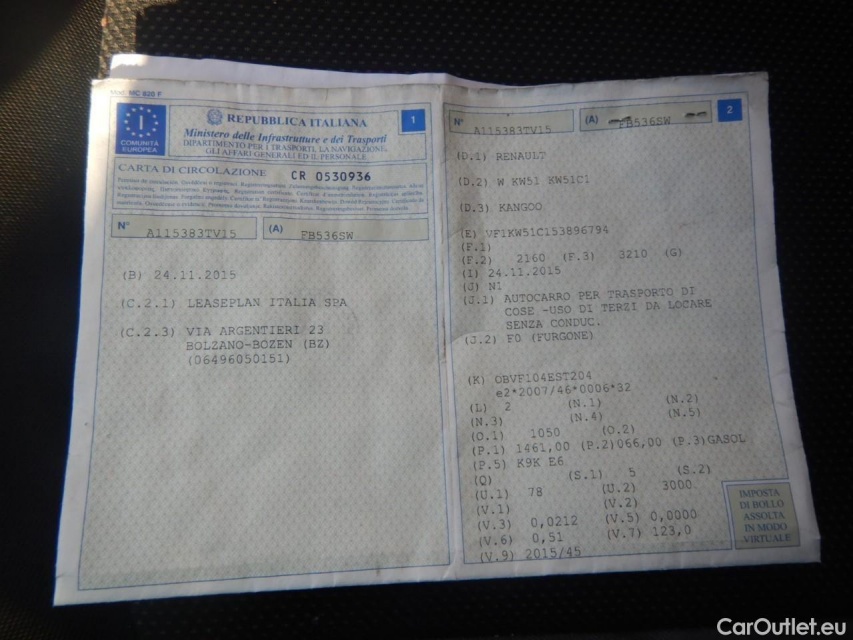 Mod. MC 820 F
I
COMUNITÀ
EUROPEA
REPUBBLICA ITALIANA
Ministero delle Infrastrutture e dei Trasporti
DIPARTIMENTO PER I TRASPORTI, LA NAVIGAZIONE,
GLI AFFARI GENERALI ED IL PERSONALE
1
CARTA DI CIRCOLAZIONE CR 0530936
N° A115383TV15 (A) FB536SW
(B) 24.11.2015
(C.2.1) LEASEPLAN ITALIA SPA
(C.2.3) VIA ARGENTIERI 23
BOLZANO-BOZEN (BZ)
(06496050151)
N° A115383TV15 (A) FB536SW
2
(D.1) RENAULT
(D.2) W KW51 KW51C1
(D.3) KANGOO
(E) VF1KW51C153896794
(F.1)
(F.2) 2160 (F.3) 3210 (G)
(I) 24.11.2015
(J) N1
(J.1) AUTOCARRO PER TRASPORTO DI
COSE -USO DI TERZI DA LOCARE
SENZA CONDUC.
(J.2) F0 (FURGONE)
(K) OBVF104EST204
e2*2007/46*0006*32
(L) 2 (N.1) (N.2)
(N.3) (N.4) (N.5)
(O.1) 1050 (O.2)
(P.1) 1461,00 (P.2)066,00 (P.3)GASOL
(P.5) K9K E6
(Q) (S.1) 5 (S.2)
(U.1) 78 (U.2) 3000
(V.1) (V.2)
(V.3) 0,0212 (V.5) 0,0000
(V.6) 0,51 (V.7) 123,0
(V.9) 2015/45
IMPOSTA
DI BOLLO
ASSOLTA
IN MODO
VIRTUALE
CarOutlet.eu